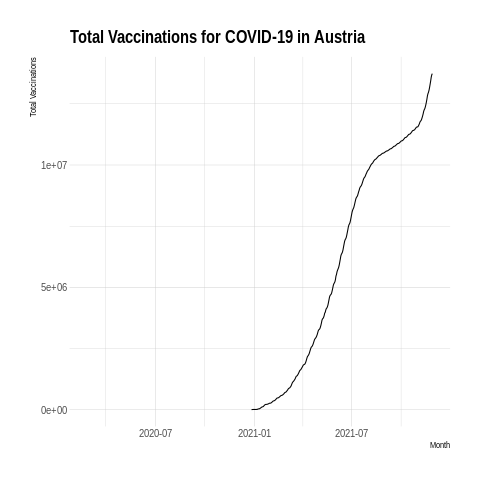 Total Vaccinations for COVID-19 in Austria
Total Vaccinations
1e+07
5e+06
0e+00
2020-07
2021-01
2021-07
Month